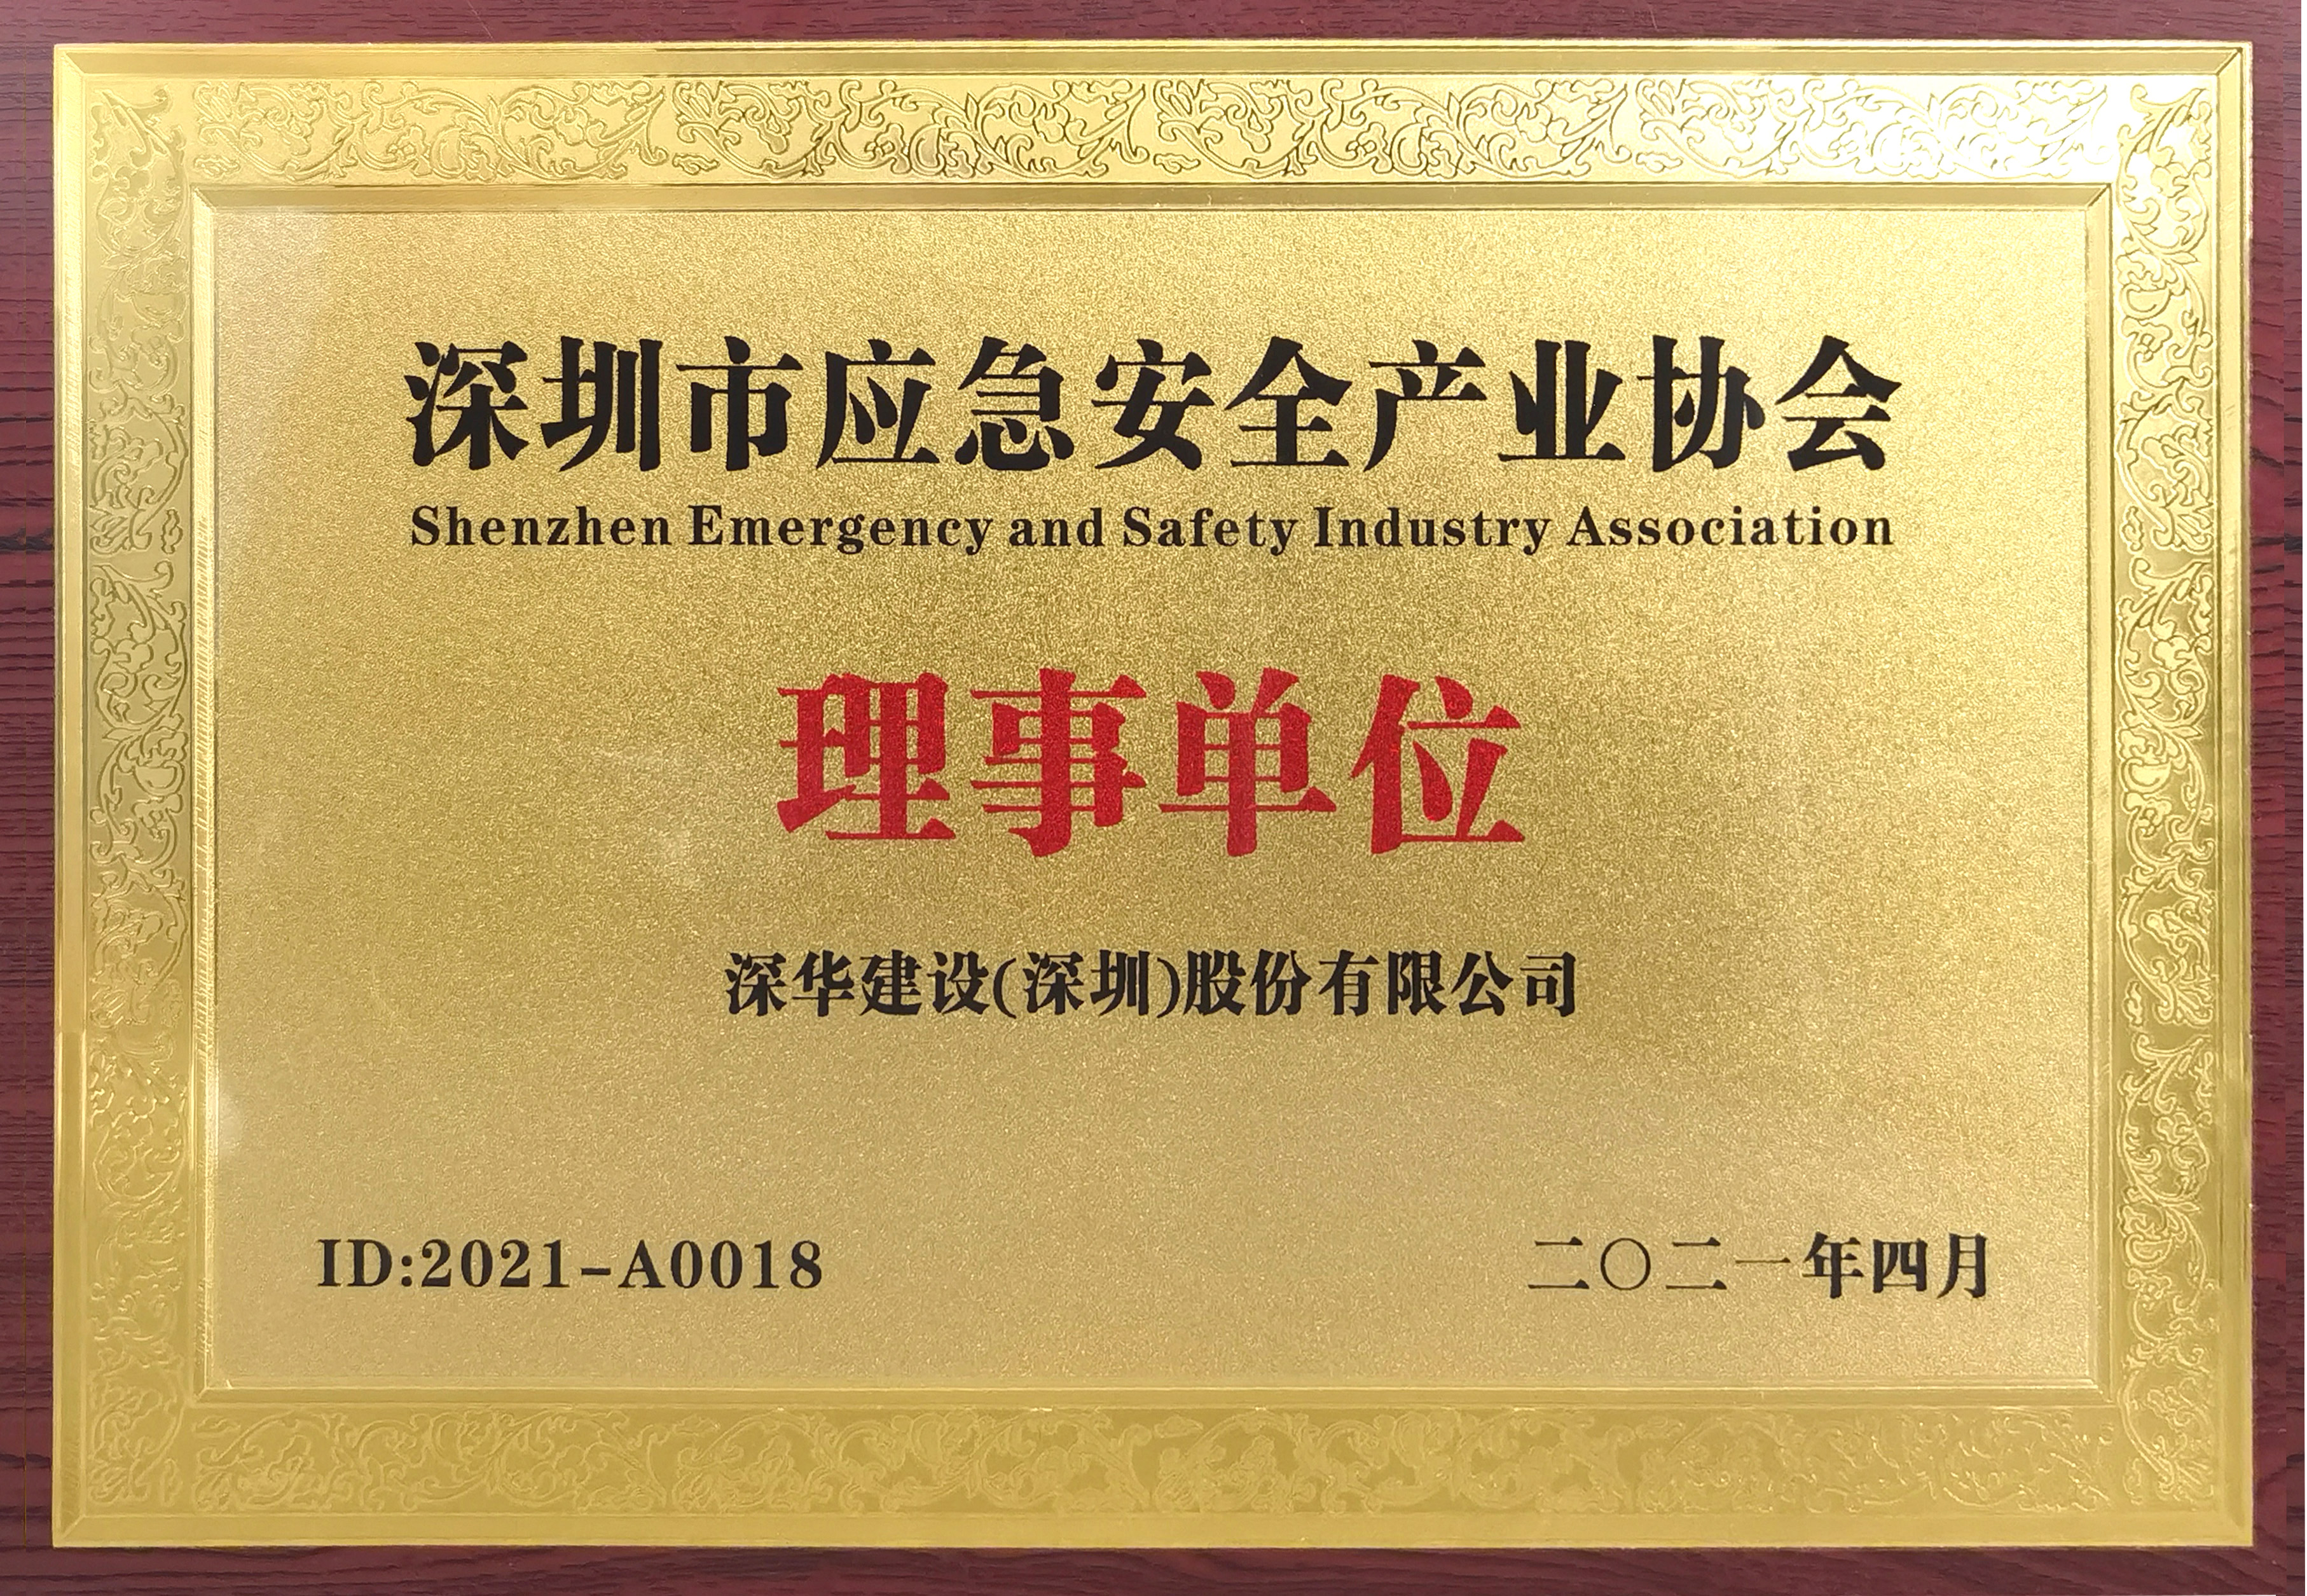 深圳市应急安全产业协会
Shenzhen Emergency and Safety Industry Association
理事单位
深华建设(深圳)股份有限公司
ID:2021-A0018
二〇二一年四月